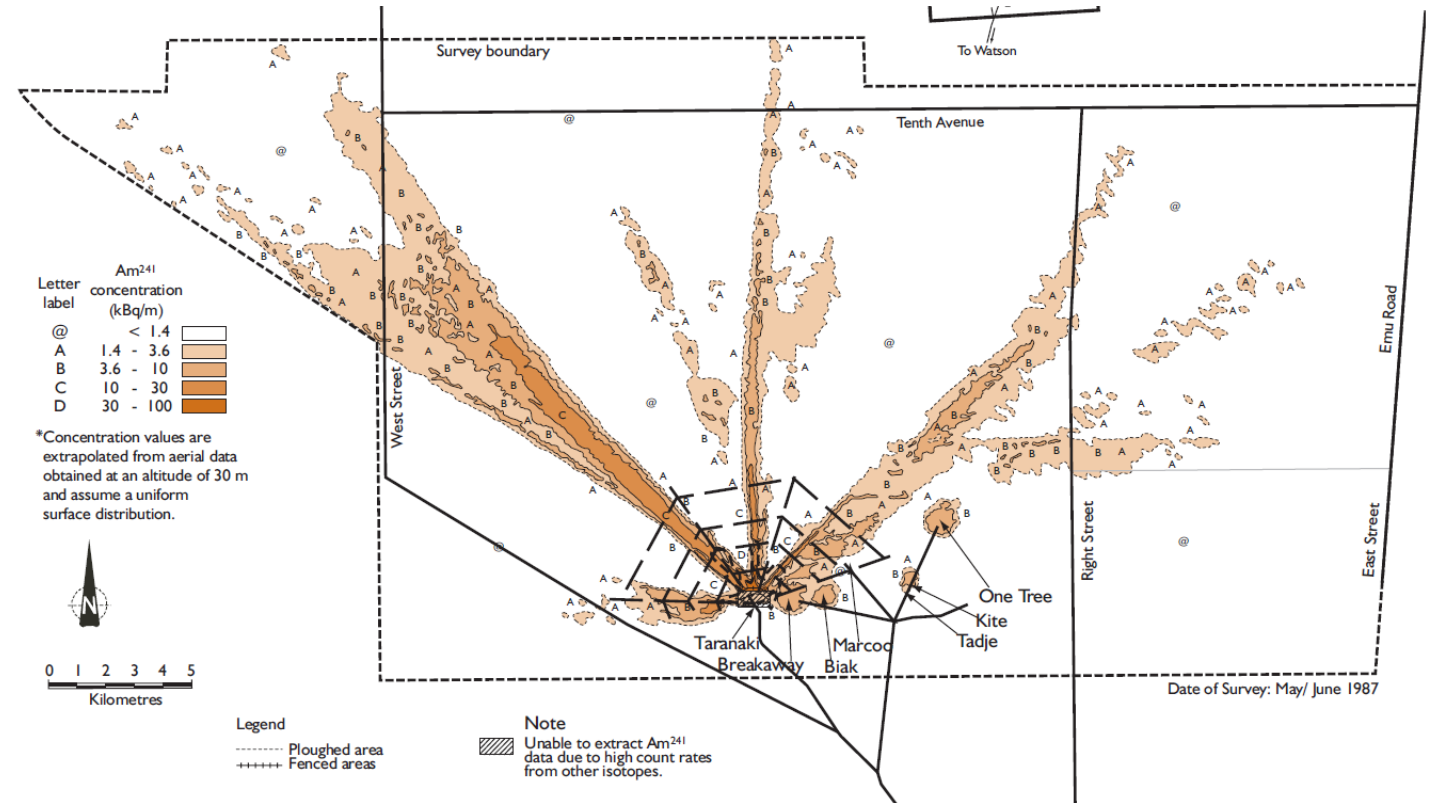 To Watson
Survey boundary
Tenth Avenue
West Street
Emu Road
Right Street
East Street
Letter label
Am241 concentration (kBq/m)
@ < 1.4
A 1.4 - 3.6
B 3.6 - 10
C 10 - 30
D 30 - 100
*Concentration values are
extrapolated from aerial data
obtained at an altitude of 30 m
and assume a uniform
surface distribution.
N
0 1 2 3 4 5
Kilometres
One Tree
Kite
Tadje
Marcoo
Taranaki
Breakaway
Biak
Date of Survey: May/ June 1987
Legend
Ploughed area
Fenced areas
Note
Unable to extract Am241
data due to high count rates
from other isotopes.